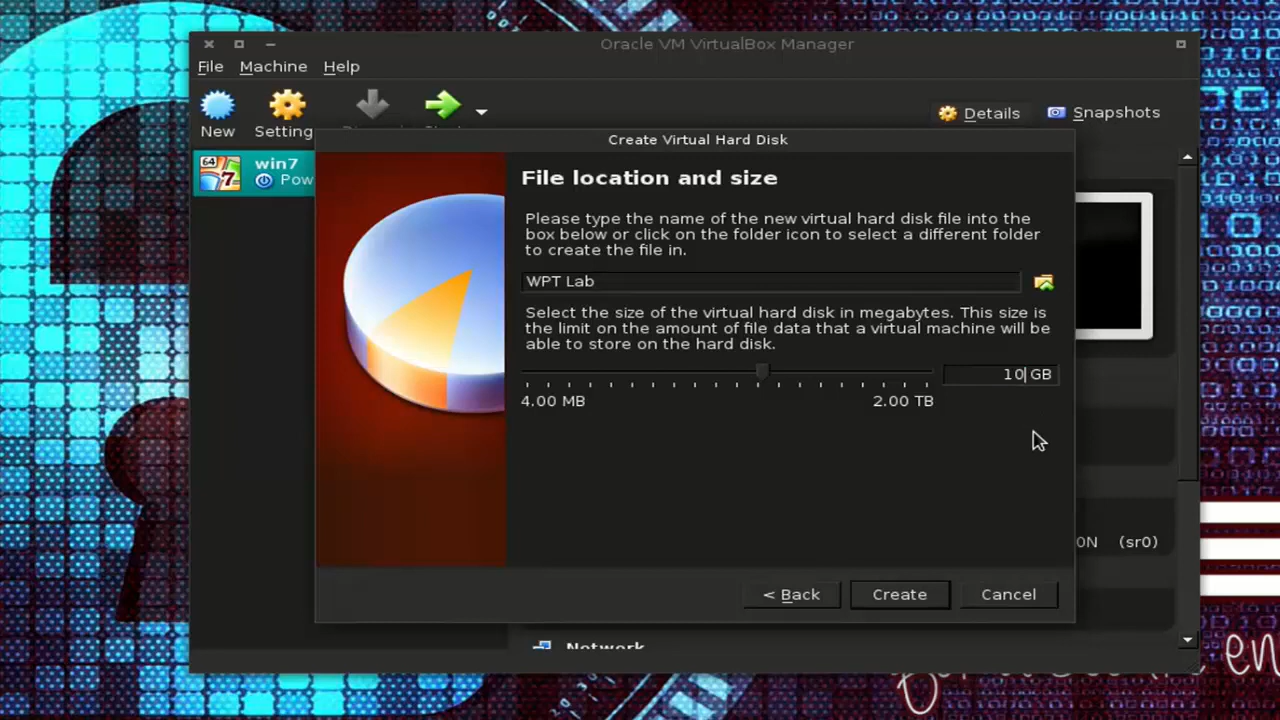 Oracle VM VirtualBox Manager
File Machine Help
New
Setting
Details
Snapshots
64
7
win7
Pow
Create Virtual Hard Disk
File location and size
Please type the name of the new virtual hard disk file into the
box below or click on the folder icon to select a different folder
to create the file in.
WPT Lab
Select the size of the virtual hard disk in megabytes. This size is
the limit on the amount of file data that a virtual machine will be
able to store on the hard disk.
10 GB
4.00 MB
2.00 TB
ON (sr0)
< Back
Create
Cancel
Network
en